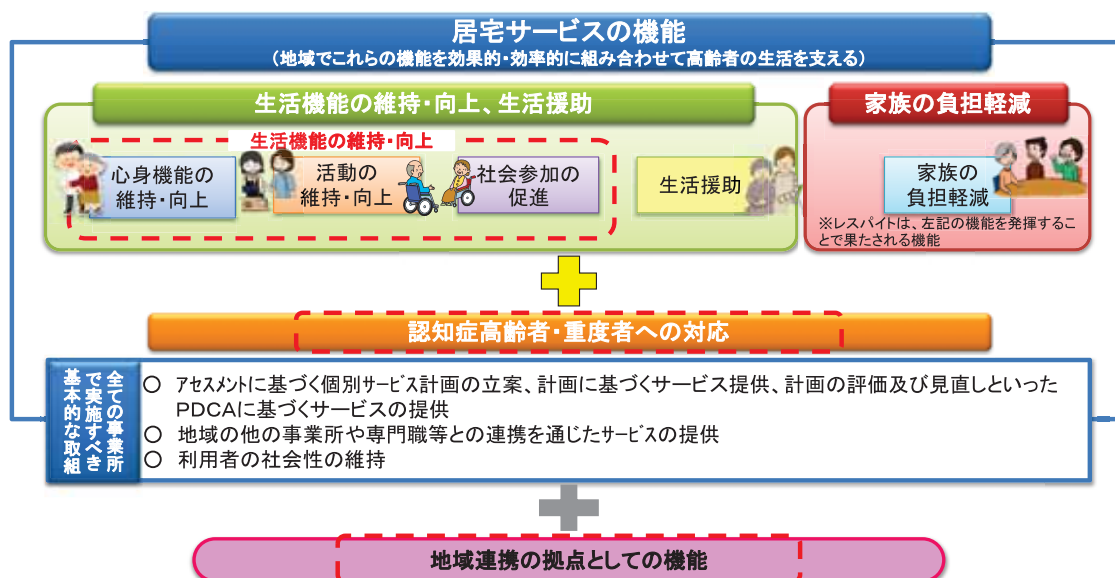 居宅サービスの機能
（地域でこれらの機能を効果的・効率的に組み合わせて高齢者の生活を支える）
生活機能の維持・向上、生活援助
家族の負担軽減
生活機能の維持・向上
心身機能の
維持・向上
活動の
維持・向上
社会参加の
促進
生活援助
家族の
負担軽減
※レスパイトは、左記の機能を発揮するこ
とで果たされる機能
認知症高齢者・重度者への対応
全ての事業所
で実施すべき
基本的な取組
○ アセスメントに基づく個別サービス計画の立案、計画に基づくサービス提供、計画の評価及び見直しといった
PDCAに基づくサービスの提供
○ 地域の他の事業所や専門職等との連携を通じたサービスの提供
○ 利用者の社会性の維持
地域連携の拠点としての機能